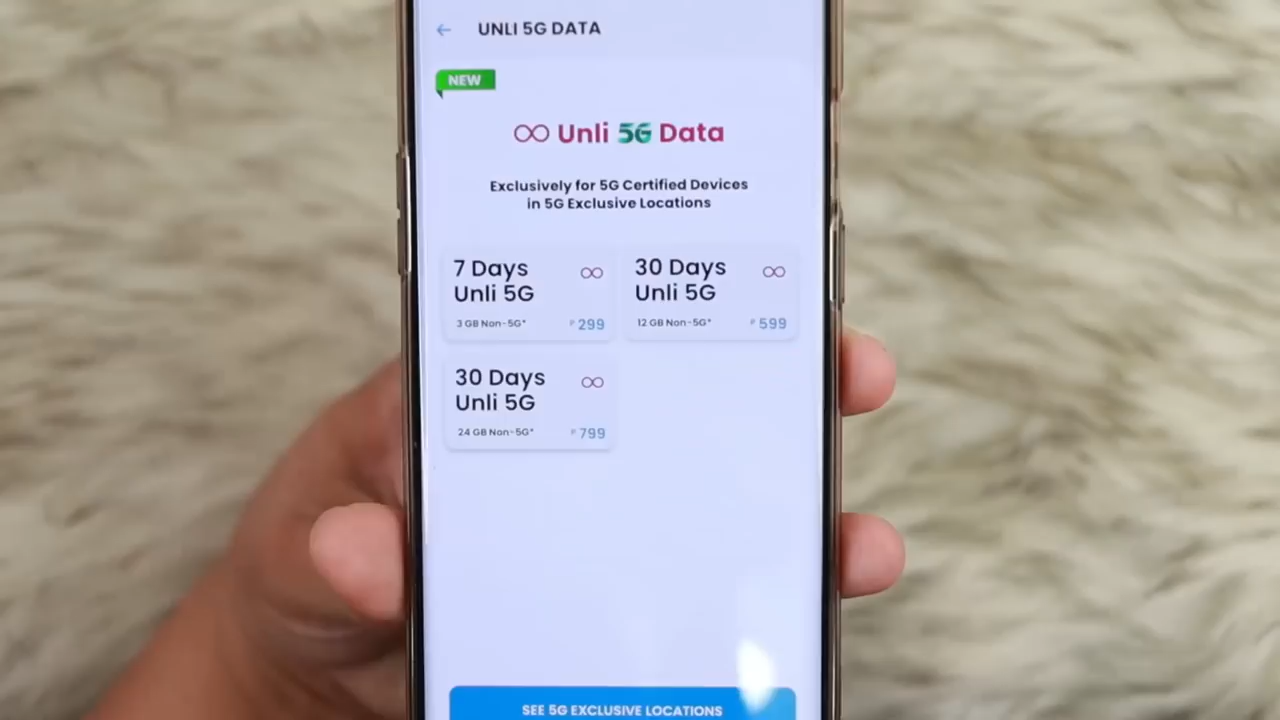 UNLI 5G DATA
NEW
Unli 5G Data
Exclusively for 5G Certified Devices
in 5G Exclusive Locations
7 Days
Unli 5G
3 GB Non-5G*
₱ 299
30 Days
Unli 5G
12 GB Non-5G*
₱ 599
30 Days
Unli 5G
24 GB Non-5G*
₱ 799
SEE 5G EXCLUSIVE LOCATIONS